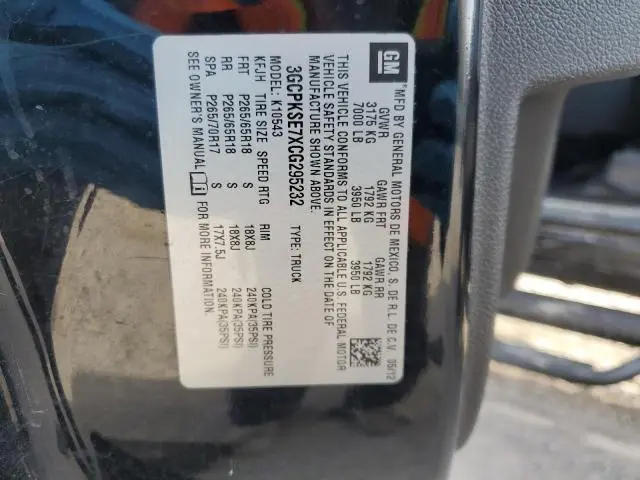 GM
*MFD BY GENERAL MOTORS DE MEXICO, S. DE R.L. DE C.V. 05/12
GVWR GAWR FRT GAWR RR
3175 KG 1792 KG 1792 KG
7000 LB 3950 LB 3950 LB
THIS VEHICLE CONFORMS TO ALL APPLICABLE U.S. FEDERAL MOTOR
VEHICLE SAFETY STANDARDS IN EFFECT ON THE DATE OF
MANUFACTURE SHOWN ABOVE.
3GCPKSE7XCG295232 TYPE: TRUCK
MODEL: K10543
KFJH TIRE SIZE SPEED RTG RIM COLD TIRE PRESSURE
FRT P265/65R18 S 18X8J 240KPA(35PSI)
RR P265/65R18 S 18X8J 240KPA(35PSI)
SPA P265/70R17 S 17X7.5J 240KPA(35PSI)
SEE OWNER'S MANUAL FOR MORE INFORMATION.